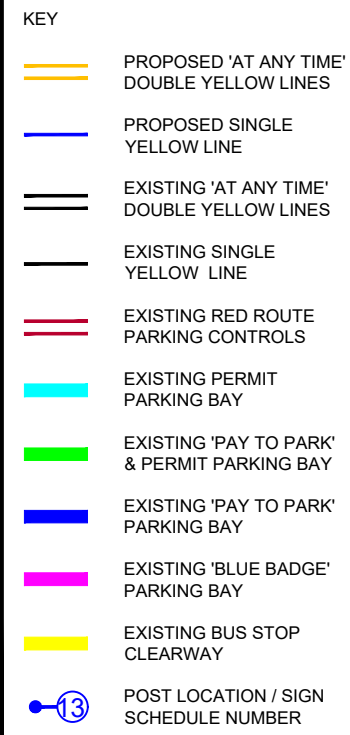 KEY
PROPOSED 'AT ANY TIME'
DOUBLE YELLOW LINES
PROPOSED SINGLE
YELLOW LINE
EXISTING 'AT ANY TIME'
DOUBLE YELLOW LINES
EXISTING SINGLE
YELLOW LINE
EXISTING RED ROUTE
PARKING CONTROLS
EXISTING PERMIT
PARKING BAY
EXISTING 'PAY TO PARK'
& PERMIT PARKING BAY
EXISTING 'PAY TO PARK'
PARKING BAY
EXISTING 'BLUE BADGE'
PARKING BAY
EXISTING BUS STOP
CLEARWAY
13
POST LOCATION / SIGN
SCHEDULE NUMBER